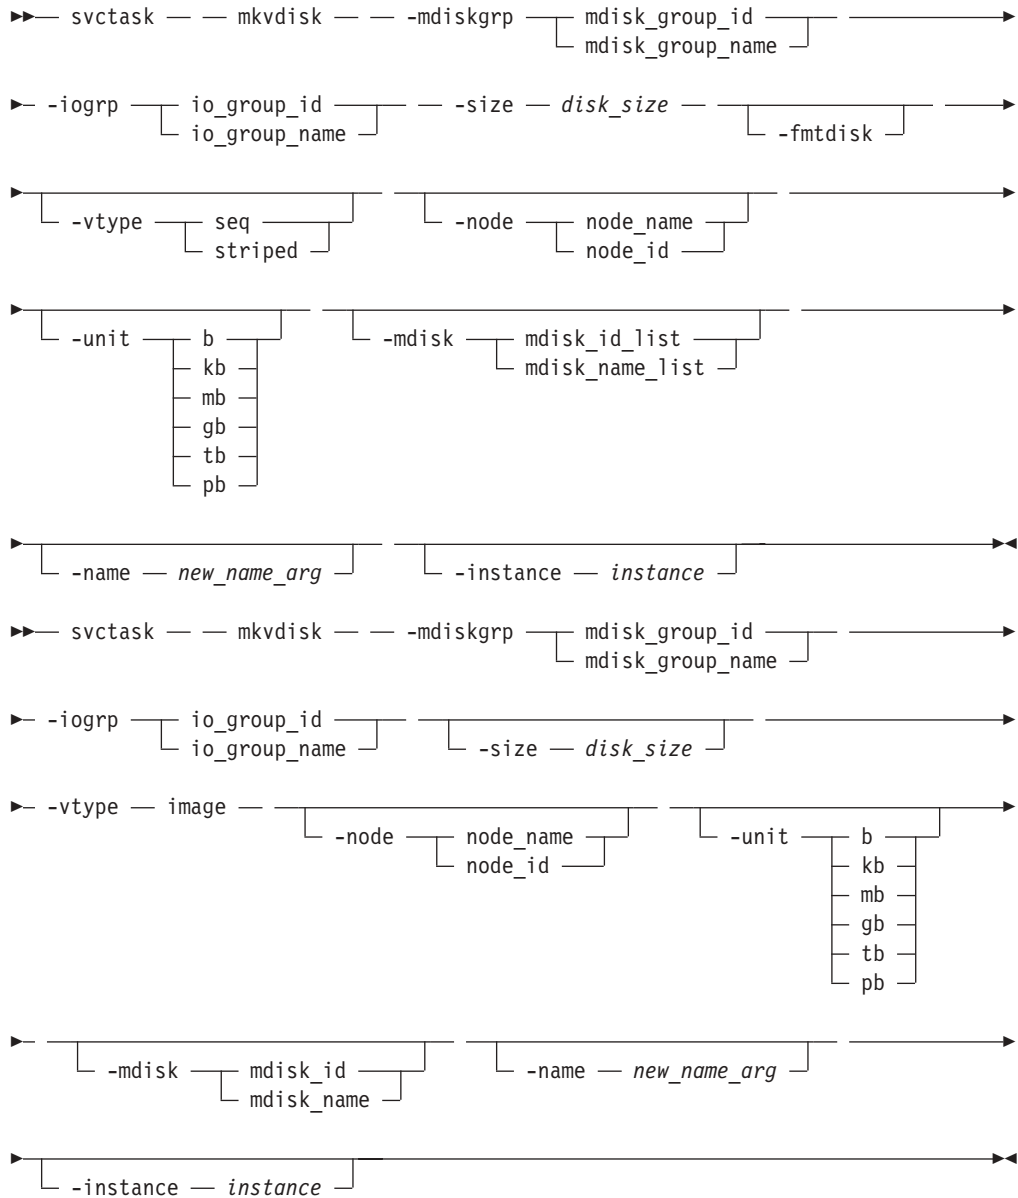 svctask mkvdisk -mdiskgrp mdisk_group_id
mdisk_group_name
-iogrp io_group_id -size disk_size
io_group_name -fmtdisk
-vtype seq -node node_name
striped node_id
-unit b -mdisk mdisk_id_list
kb mdisk_name_list
mb
gb
tb
pb
-name new_name_arg -instance instance
svctask mkvdisk -mdiskgrp mdisk_group_id
mdisk_group_name
-iogrp io_group_id
io_group_name -size disk_size
-vtype image -node node_name -unit b
node_id kb
mb
gb
tb
pb
-mdisk mdisk_id -name new_name_arg
mdisk_name
-instance instance